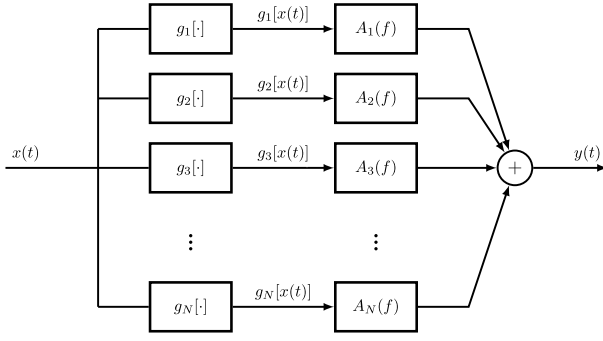 g₁[·] g₁[x(t)] A₁(f)
g₂[·] g₂[x(t)] A₂(f)
x(t) g₃[·] g₃[x(t)] A₃(f) + y(t)
⋮ ⋮
g_N[·] g_N[x(t)] A_N(f)